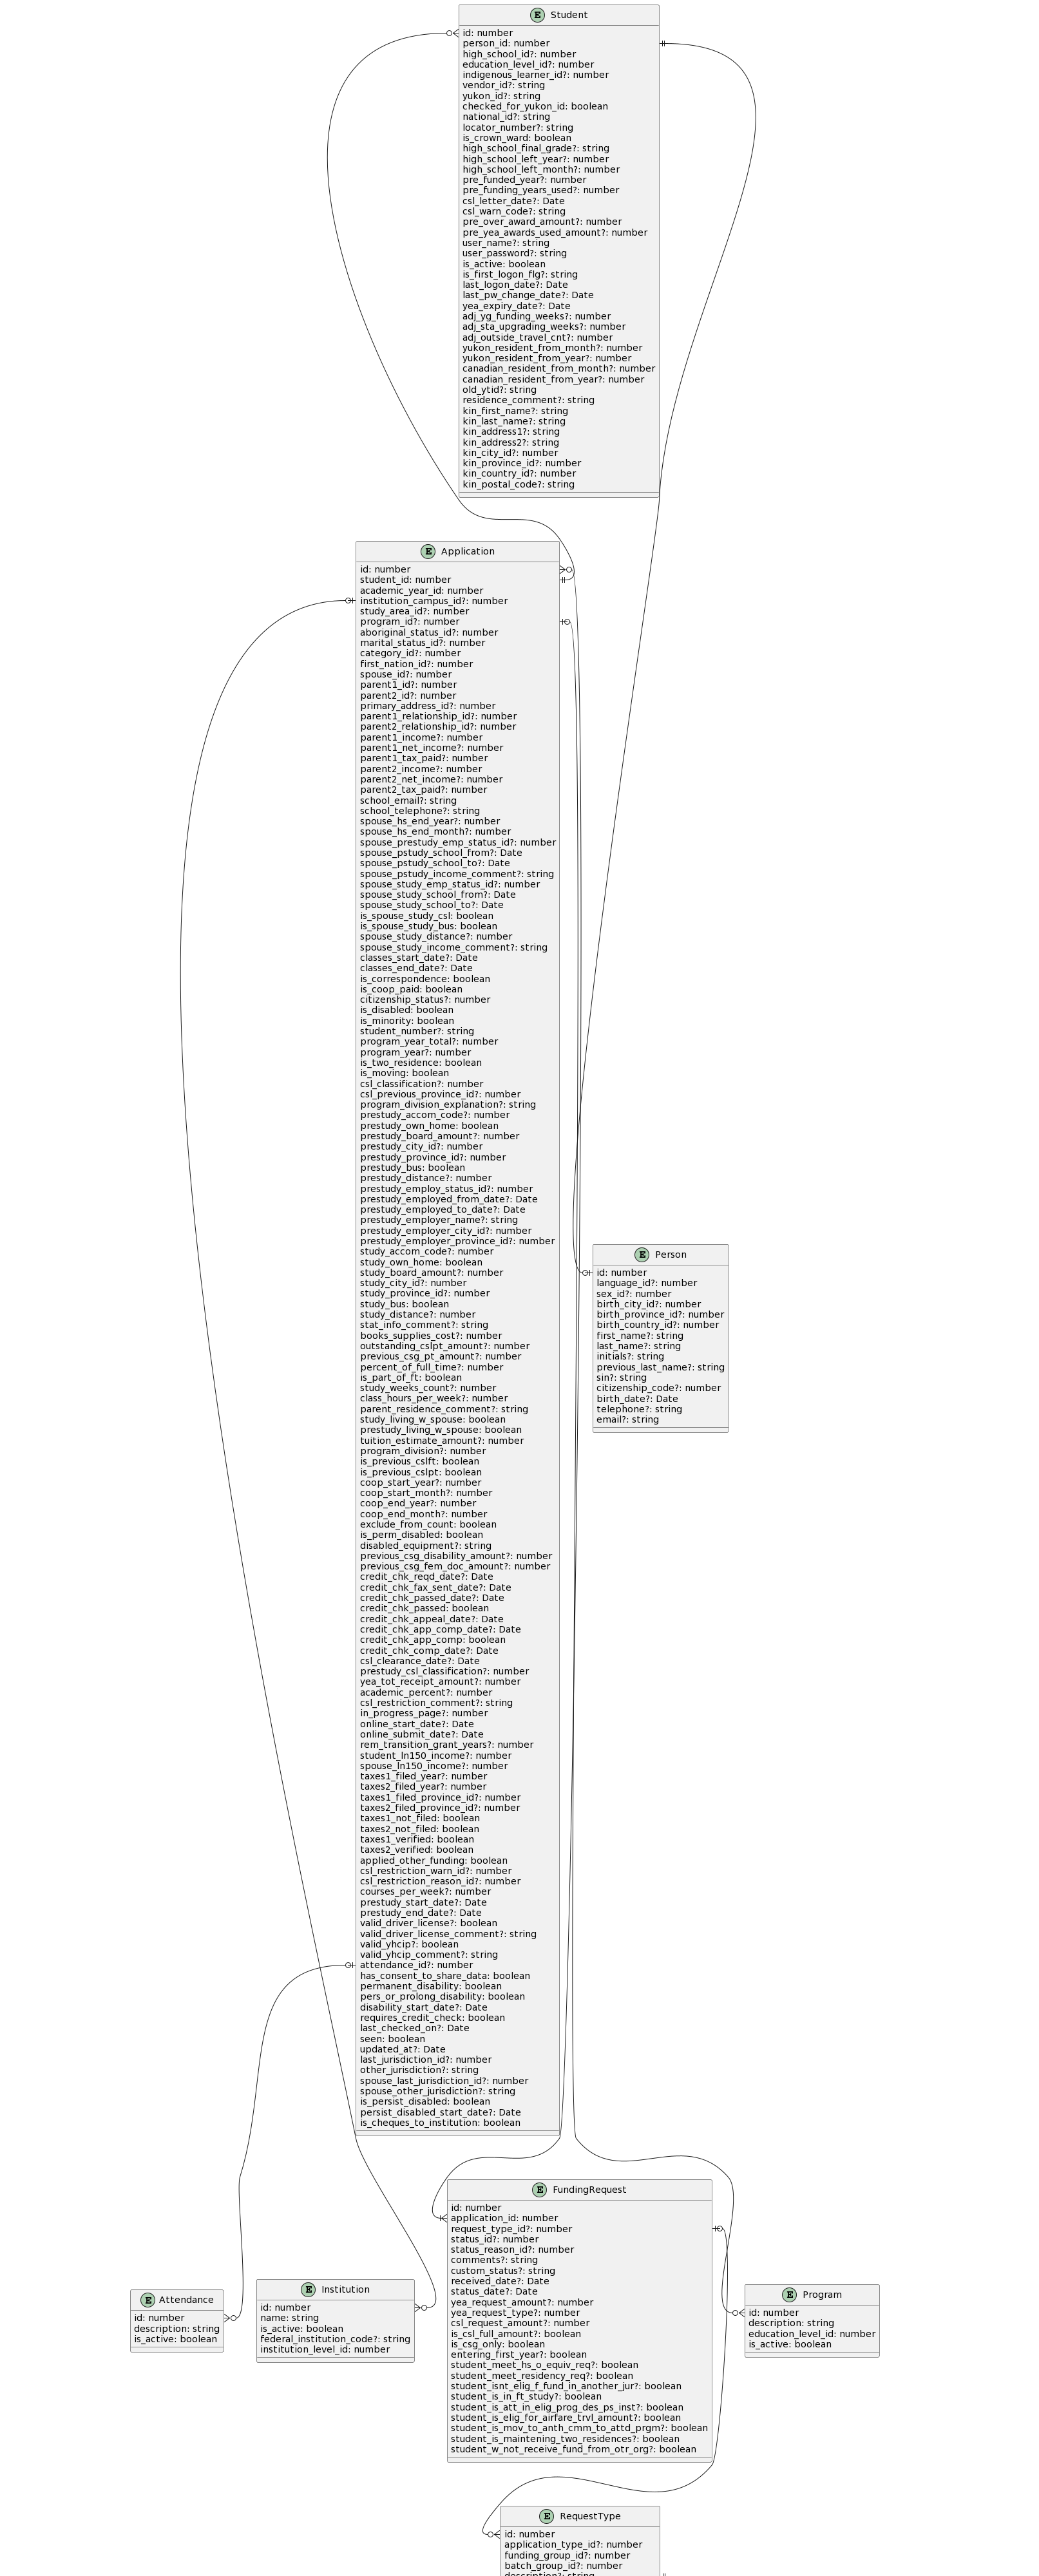 Student
id: number
person_id: number
high_school_id?: number
education_level_id?: number
indigenous_learner_id?: number
vendor_id?: string
yukon_id?: string
checked_for_yukon_id: boolean
national_id?: string
locator_number?: string
is_crown_ward: boolean
high_school_final_grade?: string
high_school_left_year?: number
high_school_left_month?: number
pre_funded_year?: number
pre_funding_years_used?: number
csl_letter_date?: Date
csl_warn_code?: string
pre_over_award_amount?: number
pre_yea_awards_used_amount?: number
user_name?: string
user_password?: string
is_active: boolean
is_first_logon_flg?: string
last_logon_date?: Date
last_pw_change_date?: Date
yea_expiry_date?: Date
adj_yg_funding_weeks?: number
adj_sta_upgrading_weeks?: number
adj_outside_travel_cnt?: number
yukon_resident_from_month?: number
yukon_resident_from_year?: number
canadian_resident_from_month?: number
canadian_resident_from_year?: number
old_ytid?: string
residence_comment?: string
kin_first_name?: string
kin_last_name?: string
kin_address1?: string
kin_address2?: string
kin_city_id?: number
kin_province_id?: number
kin_country_id?: number
kin_postal_code?: string
Application
id: number
student_id: number
academic_year_id: number
institution_campus_id?: number
study_area_id?: number
program_id?: number
aboriginal_status_id?: number
marital_status_id?: number
category_id?: number
first_nation_id?: number
spouse_id?: number
parent1_id?: number
parent2_id?: number
primary_address_id?: number
parent1_relationship_id?: number
parent2_relationship_id?: number
parent1_income?: number
parent1_net_income?: number
parent1_tax_paid?: number
parent2_income?: number
parent2_net_income?: number
parent2_tax_paid?: number
school_email?: string
school_telephone?: string
spouse_hs_end_year?: number
spouse_hs_end_month?: number
spouse_prestudy_emp_status_id?: number
spouse_pstudy_school_from?: Date
spouse_pstudy_school_to?: Date
spouse_pstudy_income_comment?: string
spouse_study_emp_status_id?: number
spouse_study_school_from?: Date
spouse_study_school_to?: Date
is_spouse_study_csl: boolean
is_spouse_study_bus: boolean
spouse_study_distance?: number
spouse_study_income_comment?: string
classes_start_date?: Date
classes_end_date?: Date
is_correspondence: boolean
is_coop_paid: boolean
citizenship_status?: number
is_disabled: boolean
is_minority: boolean
student_number?: string
program_year_total?: number
program_year?: number
is_two_residence: boolean
is_moving: boolean
csl_classification?: number
csl_previous_province_id?: number
program_division_explanation?: string
prestudy_accom_code?: number
prestudy_own_home: boolean
prestudy_board_amount?: number
prestudy_city_id?: number
prestudy_province_id?: number
prestudy_bus: boolean
prestudy_distance?: number
prestudy_employ_status_id?: number
prestudy_employed_from_date?: Date
prestudy_employed_to_date?: Date
prestudy_employer_name?: string
prestudy_employer_city_id?: number
prestudy_employer_province_id?: number
study_accom_code?: number
study_own_home: boolean
study_board_amount?: number
study_city_id?: number
study_province_id?: number
study_bus: boolean
study_distance?: number
stat_info_comment?: string
books_supplies_cost?: number
outstanding_cslpt_amount?: number
previous_csg_pt_amount?: number
percent_of_full_time?: number
is_part_of_ft: boolean
study_weeks_count?: number
class_hours_per_week?: number
parent_residence_comment?: string
study_living_w_spouse: boolean
prestudy_living_w_spouse: boolean
tuition_estimate_amount?: number
program_division?: number
is_previous_cslft: boolean
is_previous_cslpt: boolean
coop_start_year?: number
coop_start_month?: number
coop_end_year?: number
coop_end_month?: number
exclude_from_count: boolean
is_perm_disabled: boolean
disabled_equipment?: string
previous_csg_disability_amount?: number
previous_csg_fem_doc_amount?: number
credit_chk_reqd_date?: Date
credit_chk_fax_sent_date?: Date
credit_chk_passed_date?: Date
credit_chk_passed: boolean
credit_chk_appeal_date?: Date
credit_chk_app_comp_date?: Date
credit_chk_app_comp: boolean
credit_chk_comp_date?: Date
csl_clearance_date?: Date
prestudy_csl_classification?: number
yea_tot_receipt_amount?: number
academic_percent?: number
csl_restriction_comment?: string
in_progress_page?: number
online_start_date?: Date
online_submit_date?: Date
rem_transition_grant_years?: number
student_ln150_income?: number
spouse_ln150_income?: number
taxes1_filed_year?: number
taxes2_filed_year?: number
taxes1_filed_province_id?: number
taxes2_filed_province_id?: number
taxes1_not_filed: boolean
taxes2_not_filed: boolean
taxes1_verified: boolean
taxes2_verified: boolean
applied_other_funding: boolean
csl_restriction_warn_id?: number
csl_restriction_reason_id?: number
courses_per_week?: number
prestudy_start_date?: Date
prestudy_end_date?: Date
valid_driver_license?: boolean
valid_driver_license_comment?: string
valid_yhcip?: boolean
valid_yhcip_comment?: string
attendance_id?: number
has_consent_to_share_data: boolean
permanent_disability: boolean
pers_or_prolong_disability: boolean
disability_start_date?: Date
requires_credit_check: boolean
last_checked_on?: Date
seen: boolean
updated_at?: Date
last_jurisdiction_id?: number
other_jurisdiction?: string
spouse_last_jurisdiction_id?: number
spouse_other_jurisdiction?: string
is_persist_disabled: boolean
persist_disabled_start_date?: Date
is_cheques_to_institution: boolean
Person
id: number
language_id?: number
sex_id?: number
birth_city_id?: number
birth_province_id?: number
birth_country_id?: number
first_name?: string
last_name?: string
initials?: string
previous_last_name?: string
sin?: string
citizenship_code?: number
birth_date?: Date
telephone?: string
email?: string
Attendance
id: number
description: string
is_active: boolean
Institution
id: number
name: string
is_active: boolean
federal_institution_code?: string
institution_level_id: number
FundingRequest
id: number
application_id: number
request_type_id?: number
status_id?: number
status_reason_id?: number
comments?: string
custom_status?: string
received_date?: Date
status_date?: Date
yea_request_amount?: number
yea_request_type?: number
csl_request_amount?: number
is_csl_full_amount?: boolean
is_csg_only: boolean
entering_first_year?: boolean
student_meet_hs_o_equiv_req?: boolean
student_meet_residency_req?: boolean
student_isnt_elig_f_fund_in_another_jur?: boolean
student_is_in_ft_study?: boolean
student_is_att_in_elig_prog_des_ps_inst?: boolean
student_is_elig_for_airfare_trvl_amount?: boolean
student_is_mov_to_anth_cmm_to_attd_prgm?: boolean
student_is_maintening_two_residences?: boolean
student_w_not_receive_fund_from_otr_org?: boolean
Program
id: number
description: string
education_level_id: number
is_active: boolean
RequestType
id: number
application_type_id?: number
funding_group_id?: number
batch_group_id?: number
description?: string